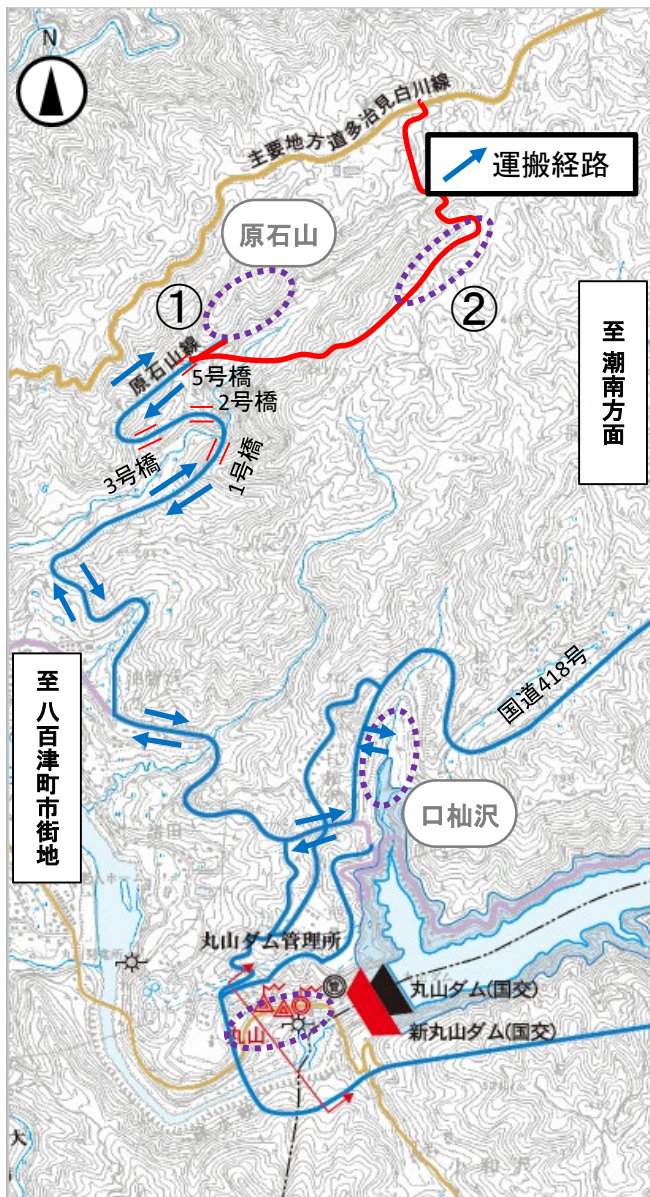 N
主要地方道多治見白川線
運搬経路
原石山
①
②
至 潮南方面
原石山線
5号橋
2号橋
3号橋
1号橋
国道418号
至 八百津町市街地
口杣沢
丸山ダム管理所
管
丸山ダム(国交)
新丸山ダム(国交)
丸山
大